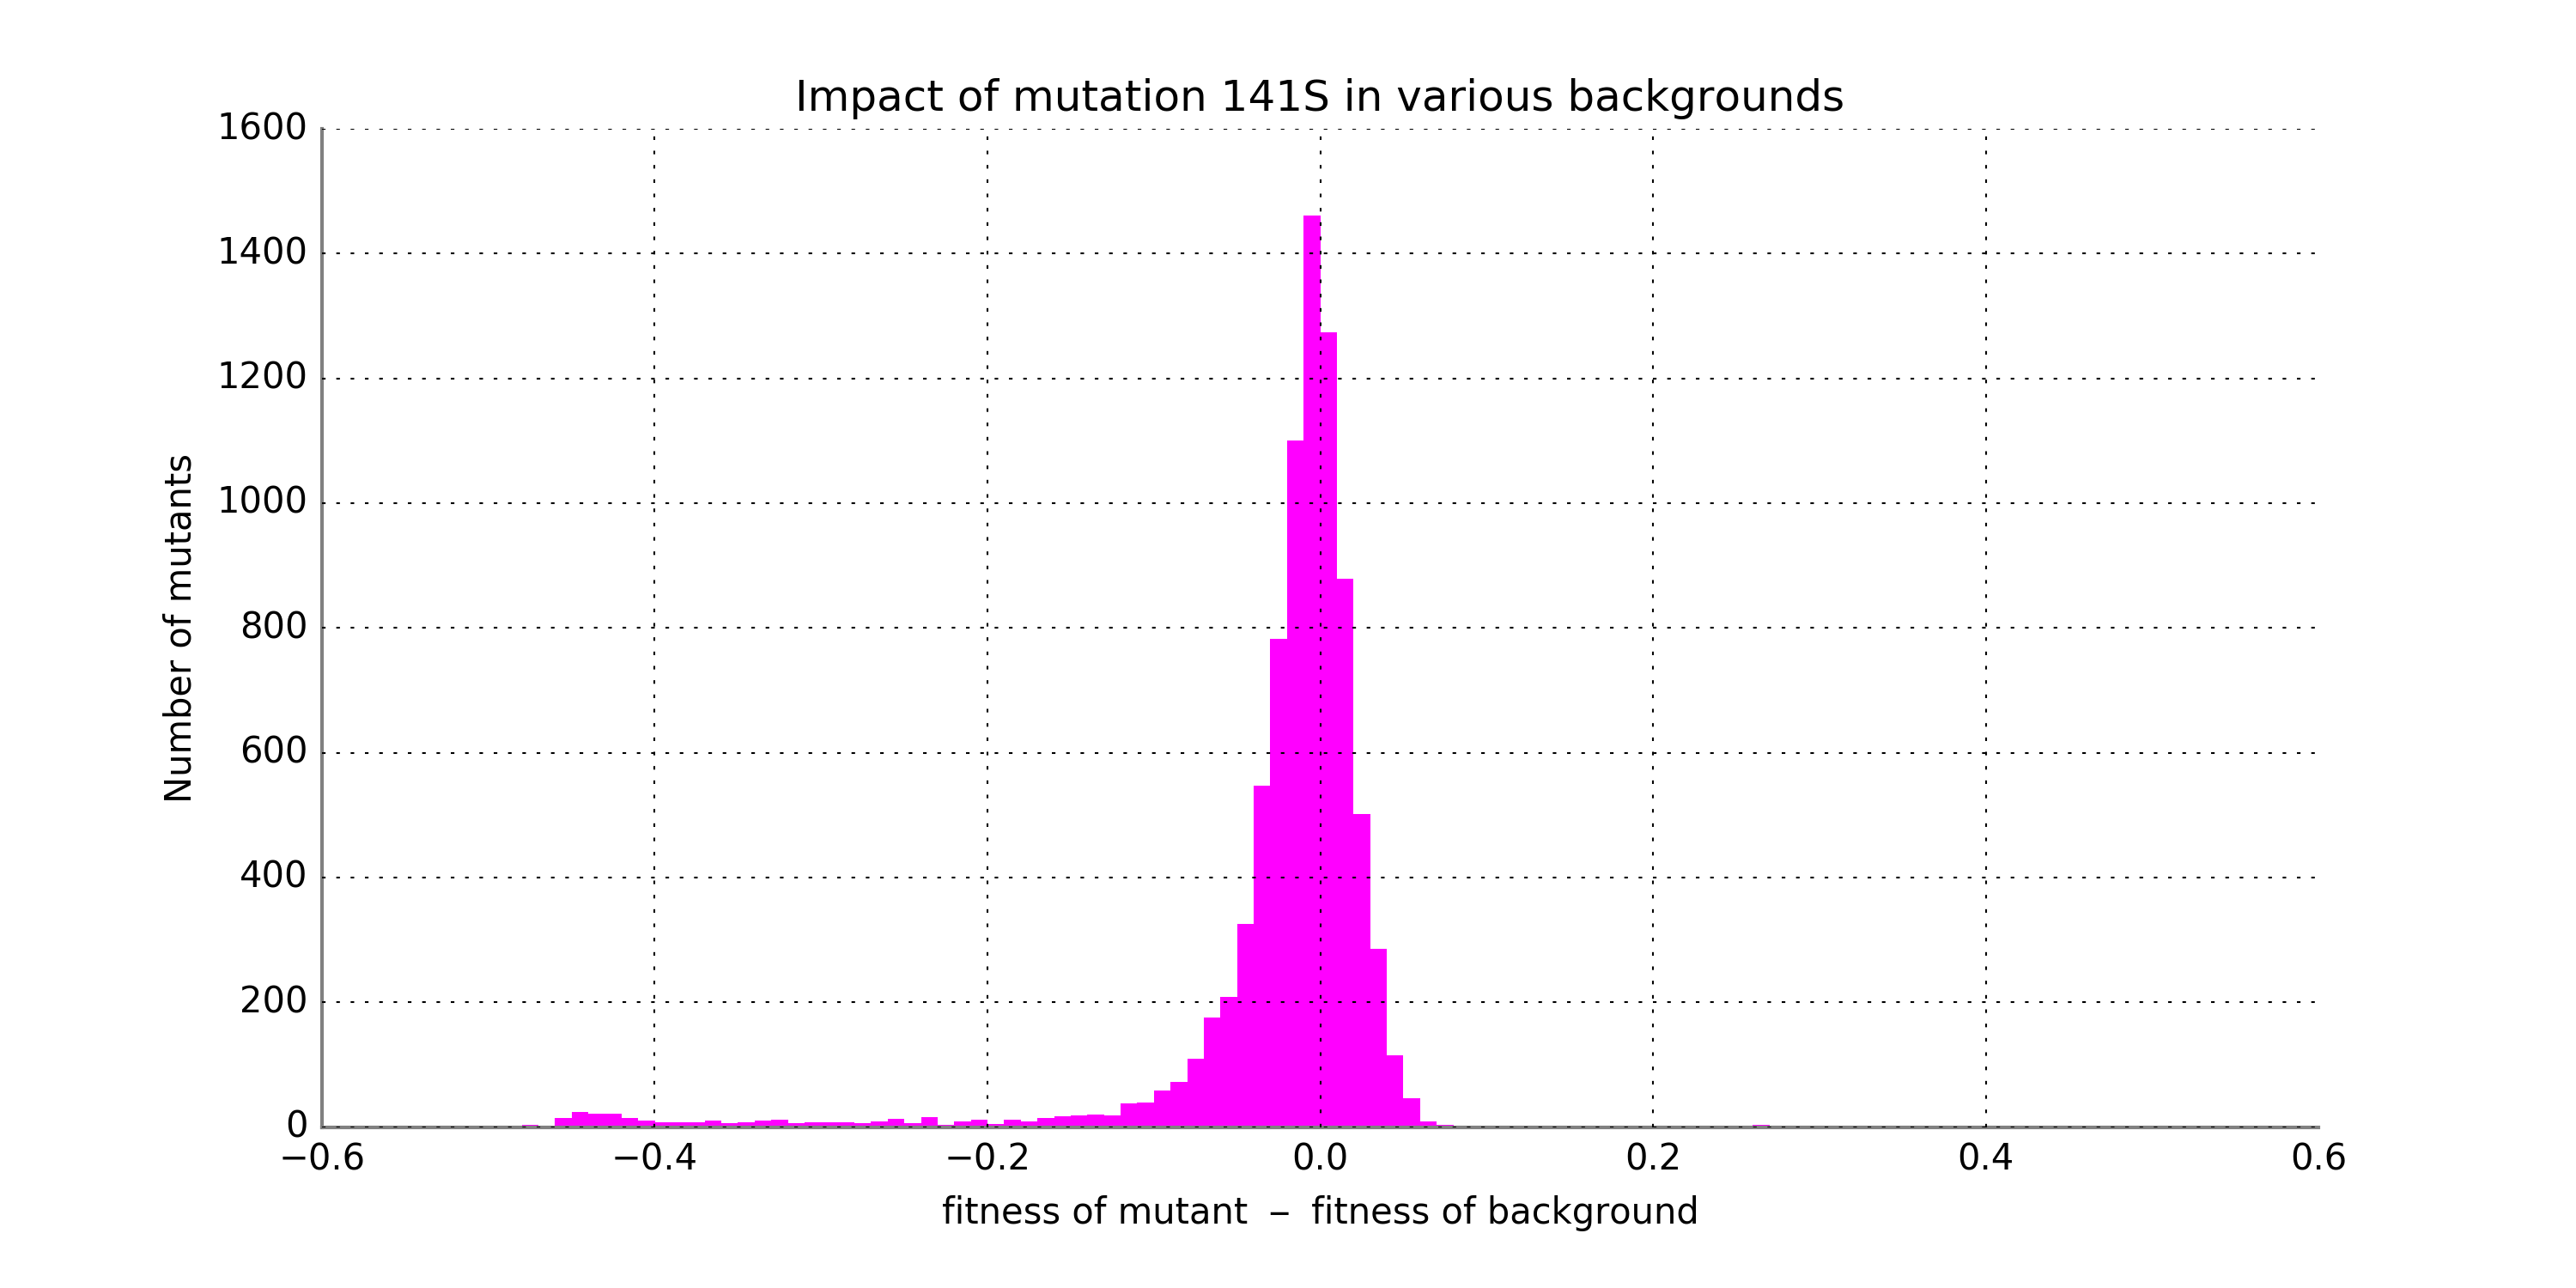 Impact of mutation 141S in various backgrounds
1600
1400
1200
1000
800
600
400
200
0
Number of mutants
−0.6 −0.4 −0.2 0.0 0.2 0.4 0.6
fitness of mutant − fitness of background